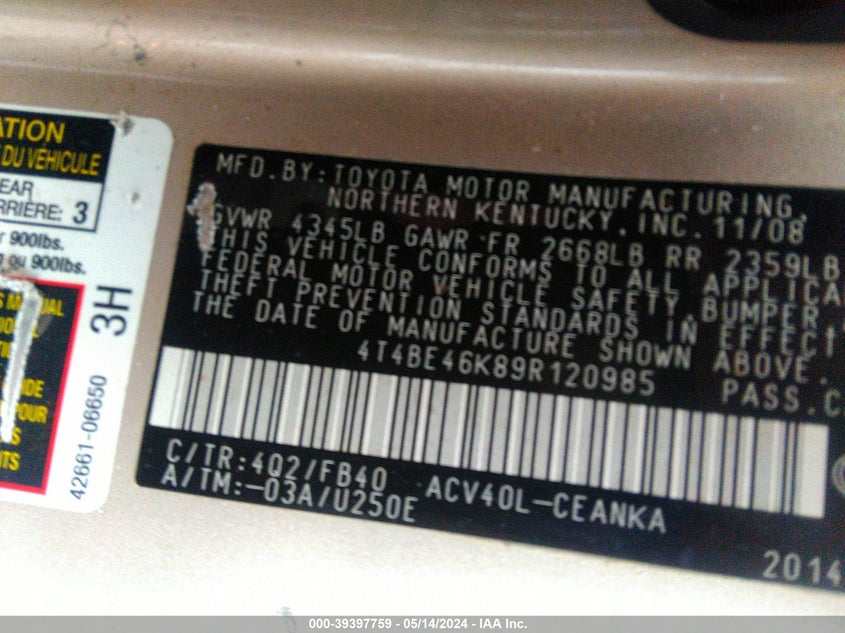 ATION
DU VÉHICULE
EAR
RRIÈRE: 3
r 900lbs.
ou 900lbs.
3H
42661-06650
MFD.BY:TOYOTA MOTOR MANUFACTURING,
NORTHERN KENTUCKY,INC.11/08
GVWR 4345LB GAWR FR 2668LB RR 2359LB
THIS VEHICLE CONFORMS TO ALL APPLICA
FEDERAL MOTOR VEHICLE SAFETY,BUMPER,
THEFT PREVENTION STANDARDS IN EFFECT
THE DATE OF MANUFACTURE SHOWN ABOVE.
4T4BE46K89R120985
PASS.C
C/TR:4Q2/FB40 ACV40L-CEANKA
A/TM:-03A/U250E
2014
000-39397759 - 05/14/2024 - IAA Inc.